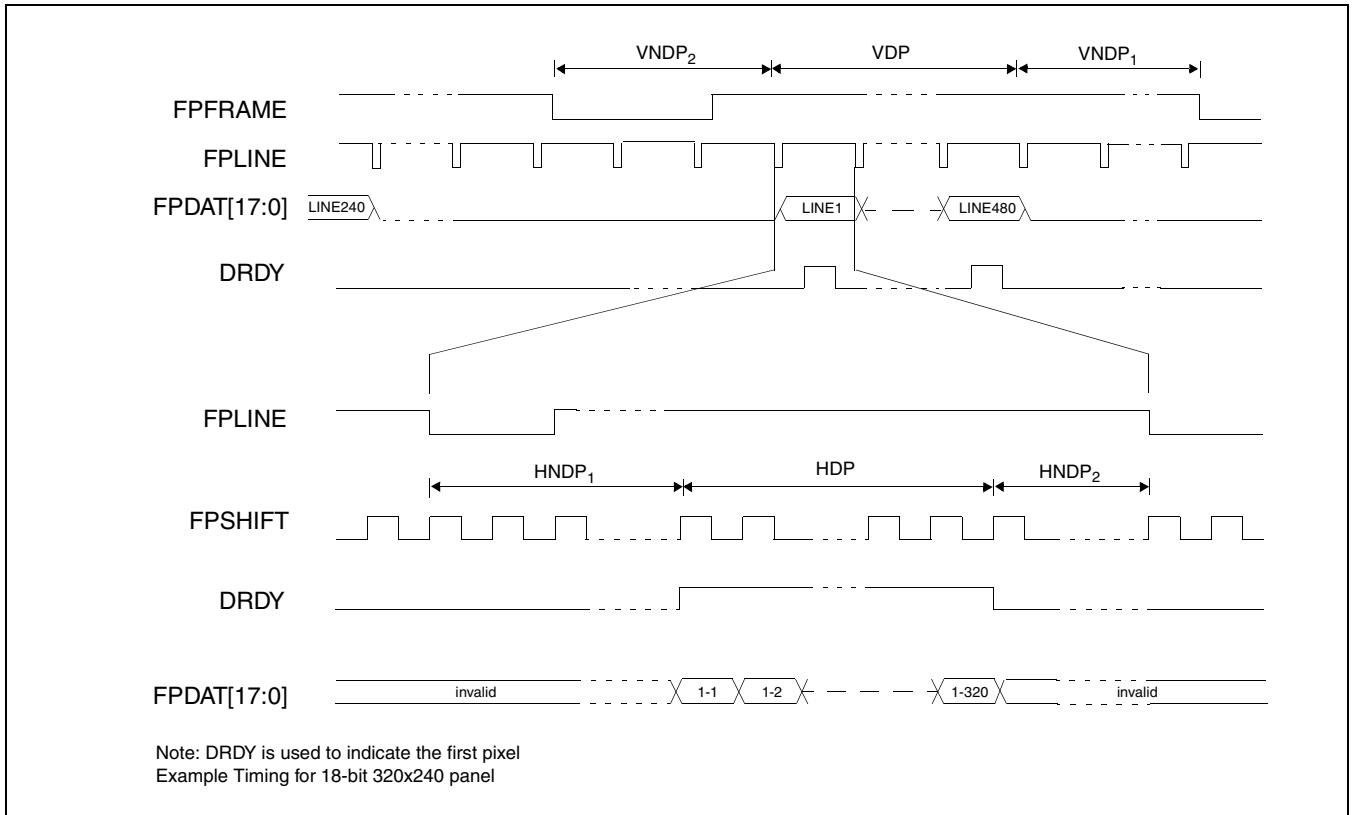 VNDP2 VDP VNDP1
FPFRAME
FPLINE
FPDAT[17:0] LINE240 LINE1 LINE480
DRDY
FPLINE
HNDP1 HDP HNDP2
FPSHIFT
DRDY
FPDAT[17:0] invalid 1-1 1-2 1-320 invalid
Note: DRDY is used to indicate the first pixel
Example Timing for 18-bit 320x240 panel